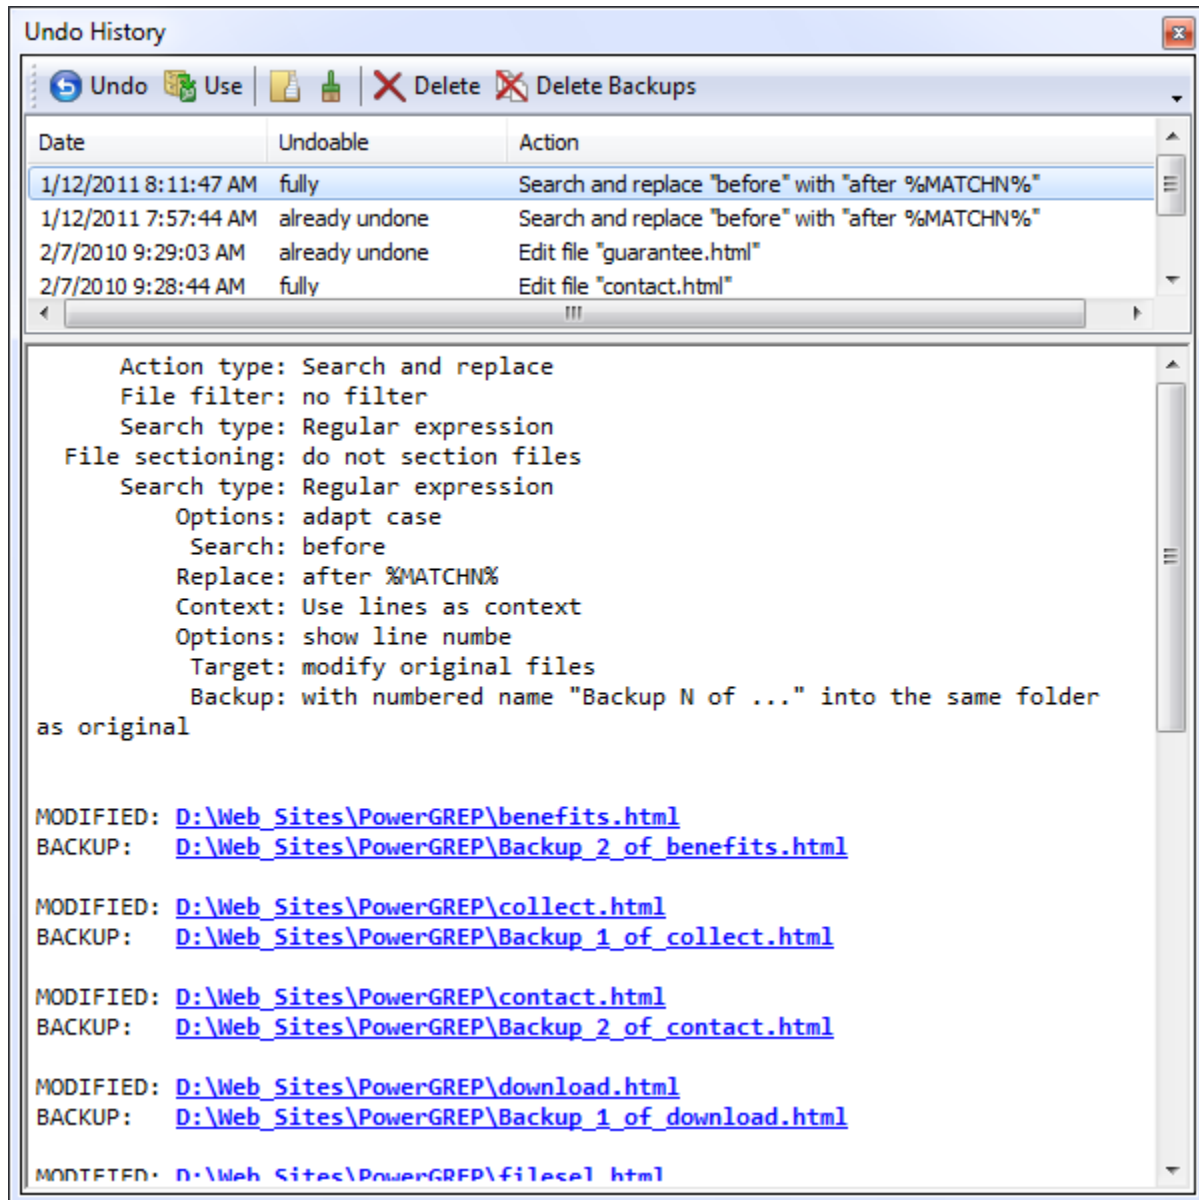 Undo History
Undo Use Delete Delete Backups
Date Undoable Action
1/12/2011 8:11:47 AM fully Search and replace "before" with "after %MATCHN%"
1/12/2011 7:57:44 AM already undone Search and replace "before" with "after %MATCHN%"
2/7/2010 9:29:03 AM already undone Edit file "guarantee.html"
2/7/2010 9:28:44 AM fully Edit file "contact.html"
Action type: Search and replace
File filter: no filter
Search type: Regular expression
File sectioning: do not section files
Search type: Regular expression
Options: adapt case
Search: before
Replace: after %MATCHN%
Context: Use lines as context
Options: show line numbe
Target: modify original files
Backup: with numbered name "Backup N of ..." into the same folder
as original
MODIFIED: D:\Web_Sites\PowerGREP\benefits.html
BACKUP: D:\Web_Sites\PowerGREP\Backup_2_of_benefits.html
MODIFIED: D:\Web_Sites\PowerGREP\collect.html
BACKUP: D:\Web_Sites\PowerGREP\Backup_1_of_collect.html
MODIFIED: D:\Web_Sites\PowerGREP\contact.html
BACKUP: D:\Web_Sites\PowerGREP\Backup_2_of_contact.html
MODIFIED: D:\Web_Sites\PowerGREP\download.html
BACKUP: D:\Web_Sites\PowerGREP\Backup_1_of_download.html
MODIFIED: D:\Web_Sites\PowerGREP\filesel.html